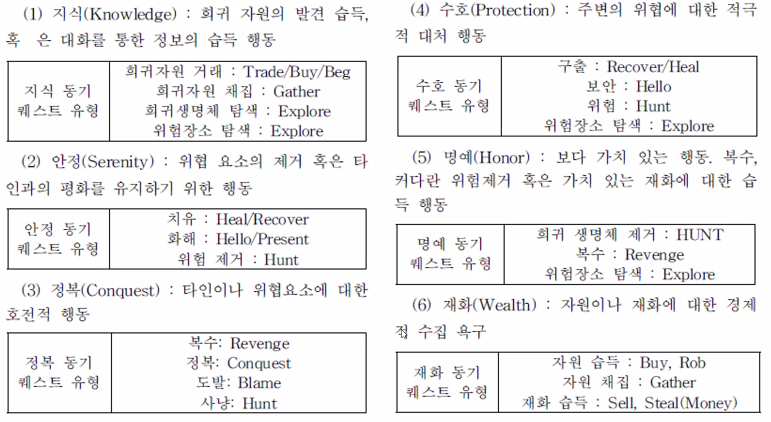 (1) 지식(Knowledge) : 희귀 자원의 발견 습득,
혹 은 대화를 통한 정보의 습득 행동
지식 동기
퀘스트 유형
희귀자원 거래 : Trade/Buy/Beg
희귀자원 채집 : Gather
희귀생명체 탐색 : Explore
위험장소 탐색 : Explore
(2) 안정(Serenity) : 위협 요소의 제거 혹은 타
인과의 평화를 유지하기 위한 행동
안정 동기
퀘스트 유형
치유 : Heal/Recover
화해 : Hello/Present
위험 제거 : Hunt
(3) 정복(Conquest) : 타인이나 위협요소에 대한
호전적 행동
정복 동기
퀘스트 유형
복수: Revenge
정복: Conquest
도발: Blame
사냥: Hunt
(4) 수호(Protection) : 주변의 위협에 대한 적극
적 대처 행동
수호 동기
퀘스트 유형
구출 : Recover/Heal
보안 : Hello
위험 : Hunt
위험장소 탐색 : Explore
(5) 명예(Honor) : 보다 가치 있는 행동. 복수,
커다란 위험제거 혹은 가치 있는 재화에 대한 습
득 행동
명예 동기
퀘스트 유형
희귀 생명체 제거 : HUNT
복수 : Revenge
위험장소 탐색 : Explore
(6) 재화(Wealth) : 자원이나 재화에 대한 경제
적 수집 욕구
재화 동기
퀘스트 유형
자원 습득 : Buy, Rob
자원 채집 : Gather
재화 습득 : Sell, Steal(Money)